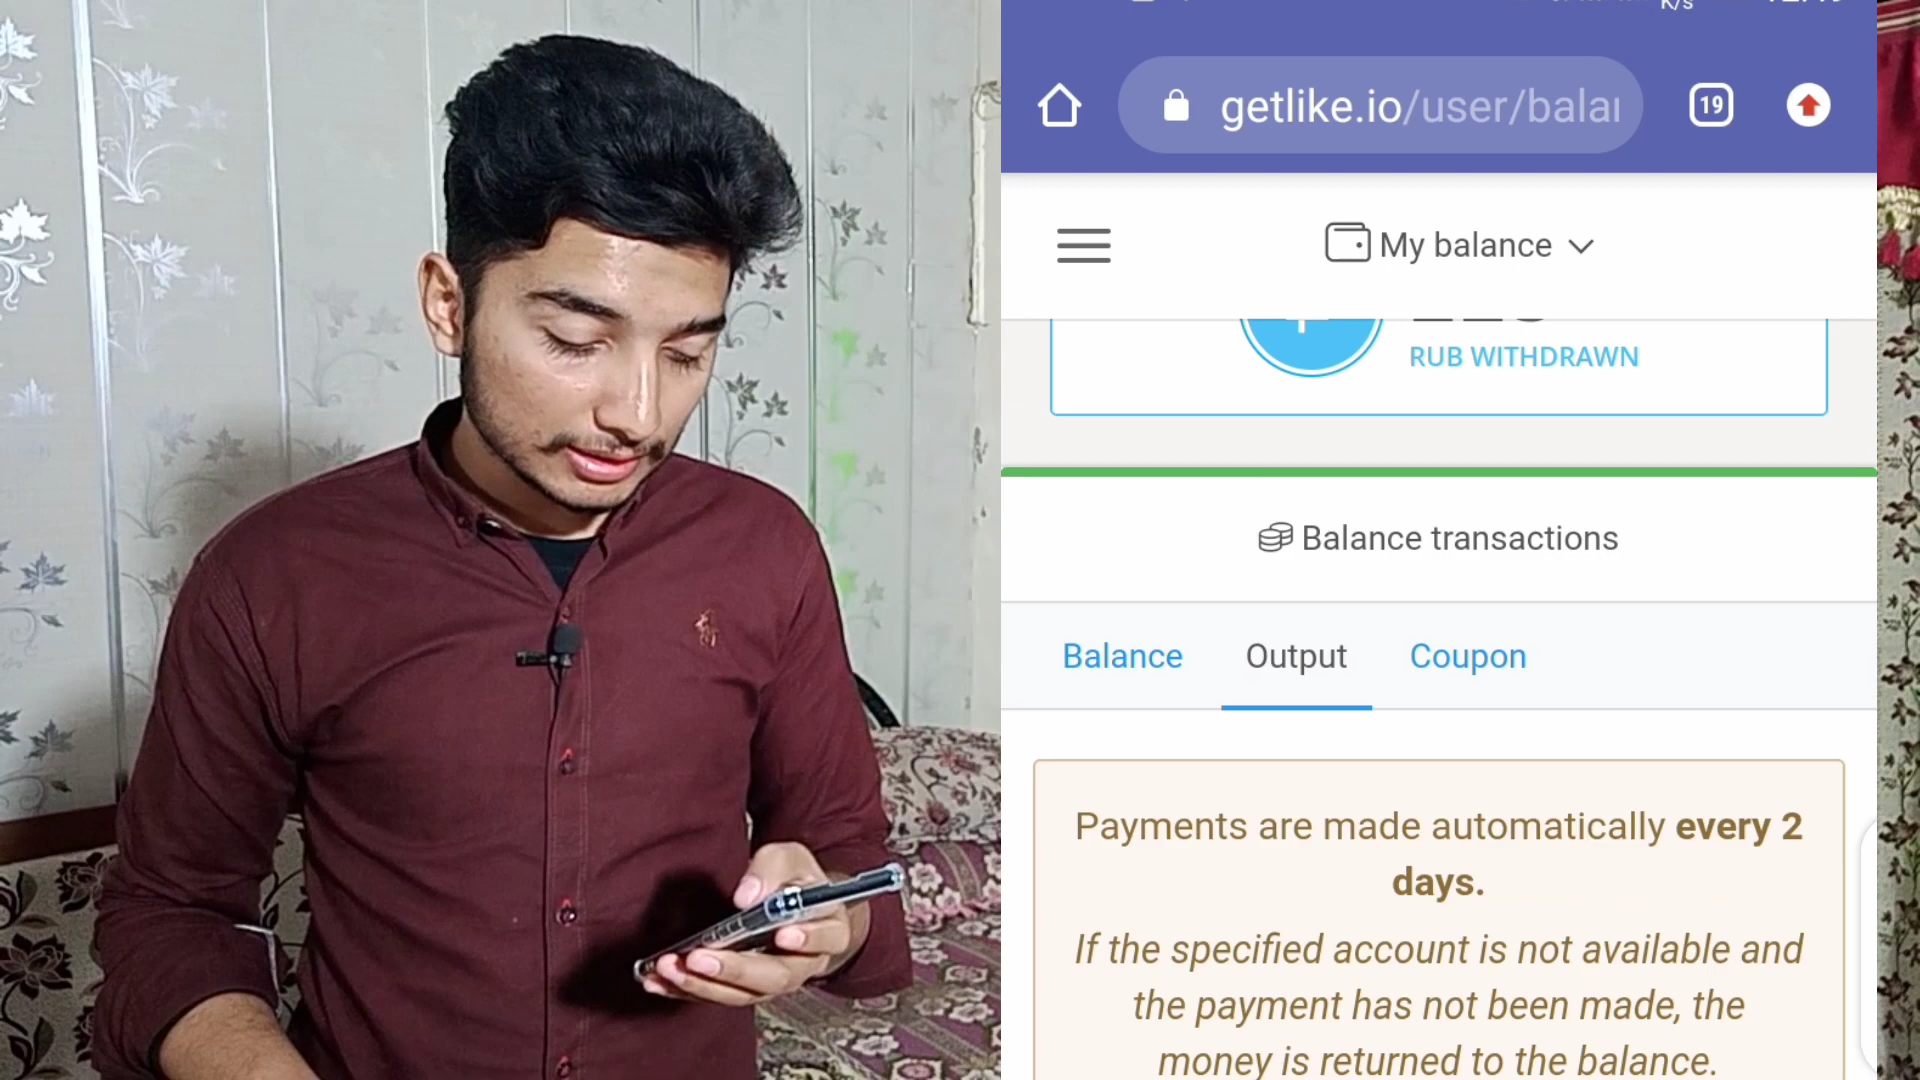 K/s
getlike.io/user/balaı
19
My balance
RUB WITHDRAWN
Balance transactions
Balance Output Coupon
Payments are made automatically every 2
days.
If the specified account is not available and
the payment has not been made, the
money is returned to the balance.